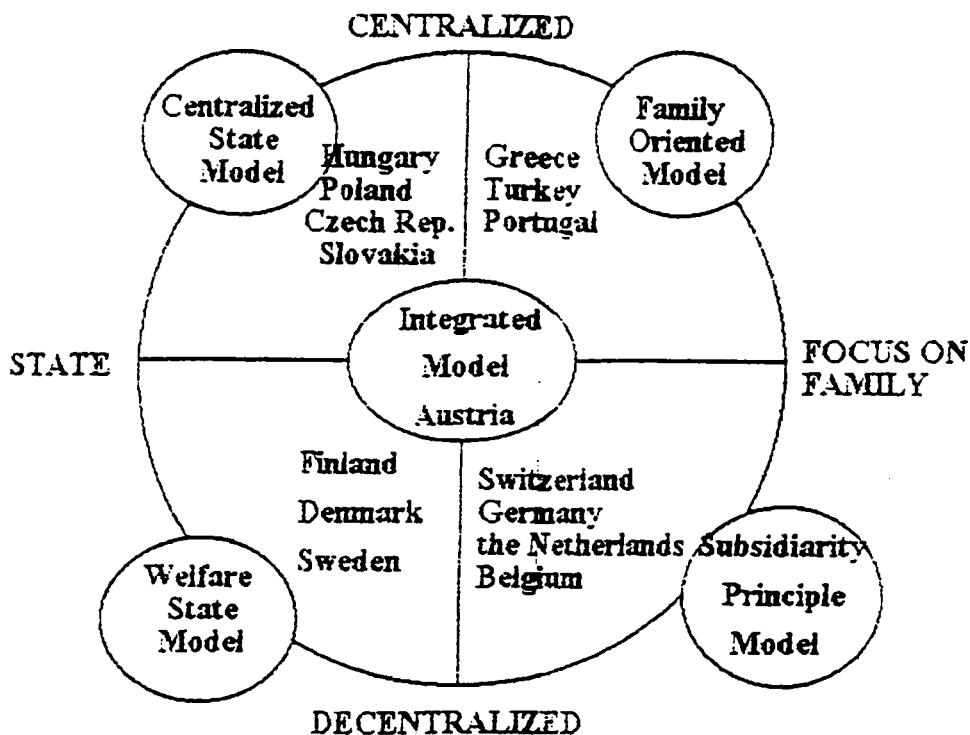 CENTRALIZED
Centralized
State
Model
Hungary
Poland
Czech Rep.
Slovakia
Greece
Turkey
Portugal
Family
Oriented
Model
STATE
Integrated
Model
Austria
FOCUS ON
FAMILY
Finland
Denmark
Sweden
Switzerland
Germany
the Netherlands
Belgium
Welfare
State
Model
Subsidiarity
Principle
Model
DECENTRALIZED